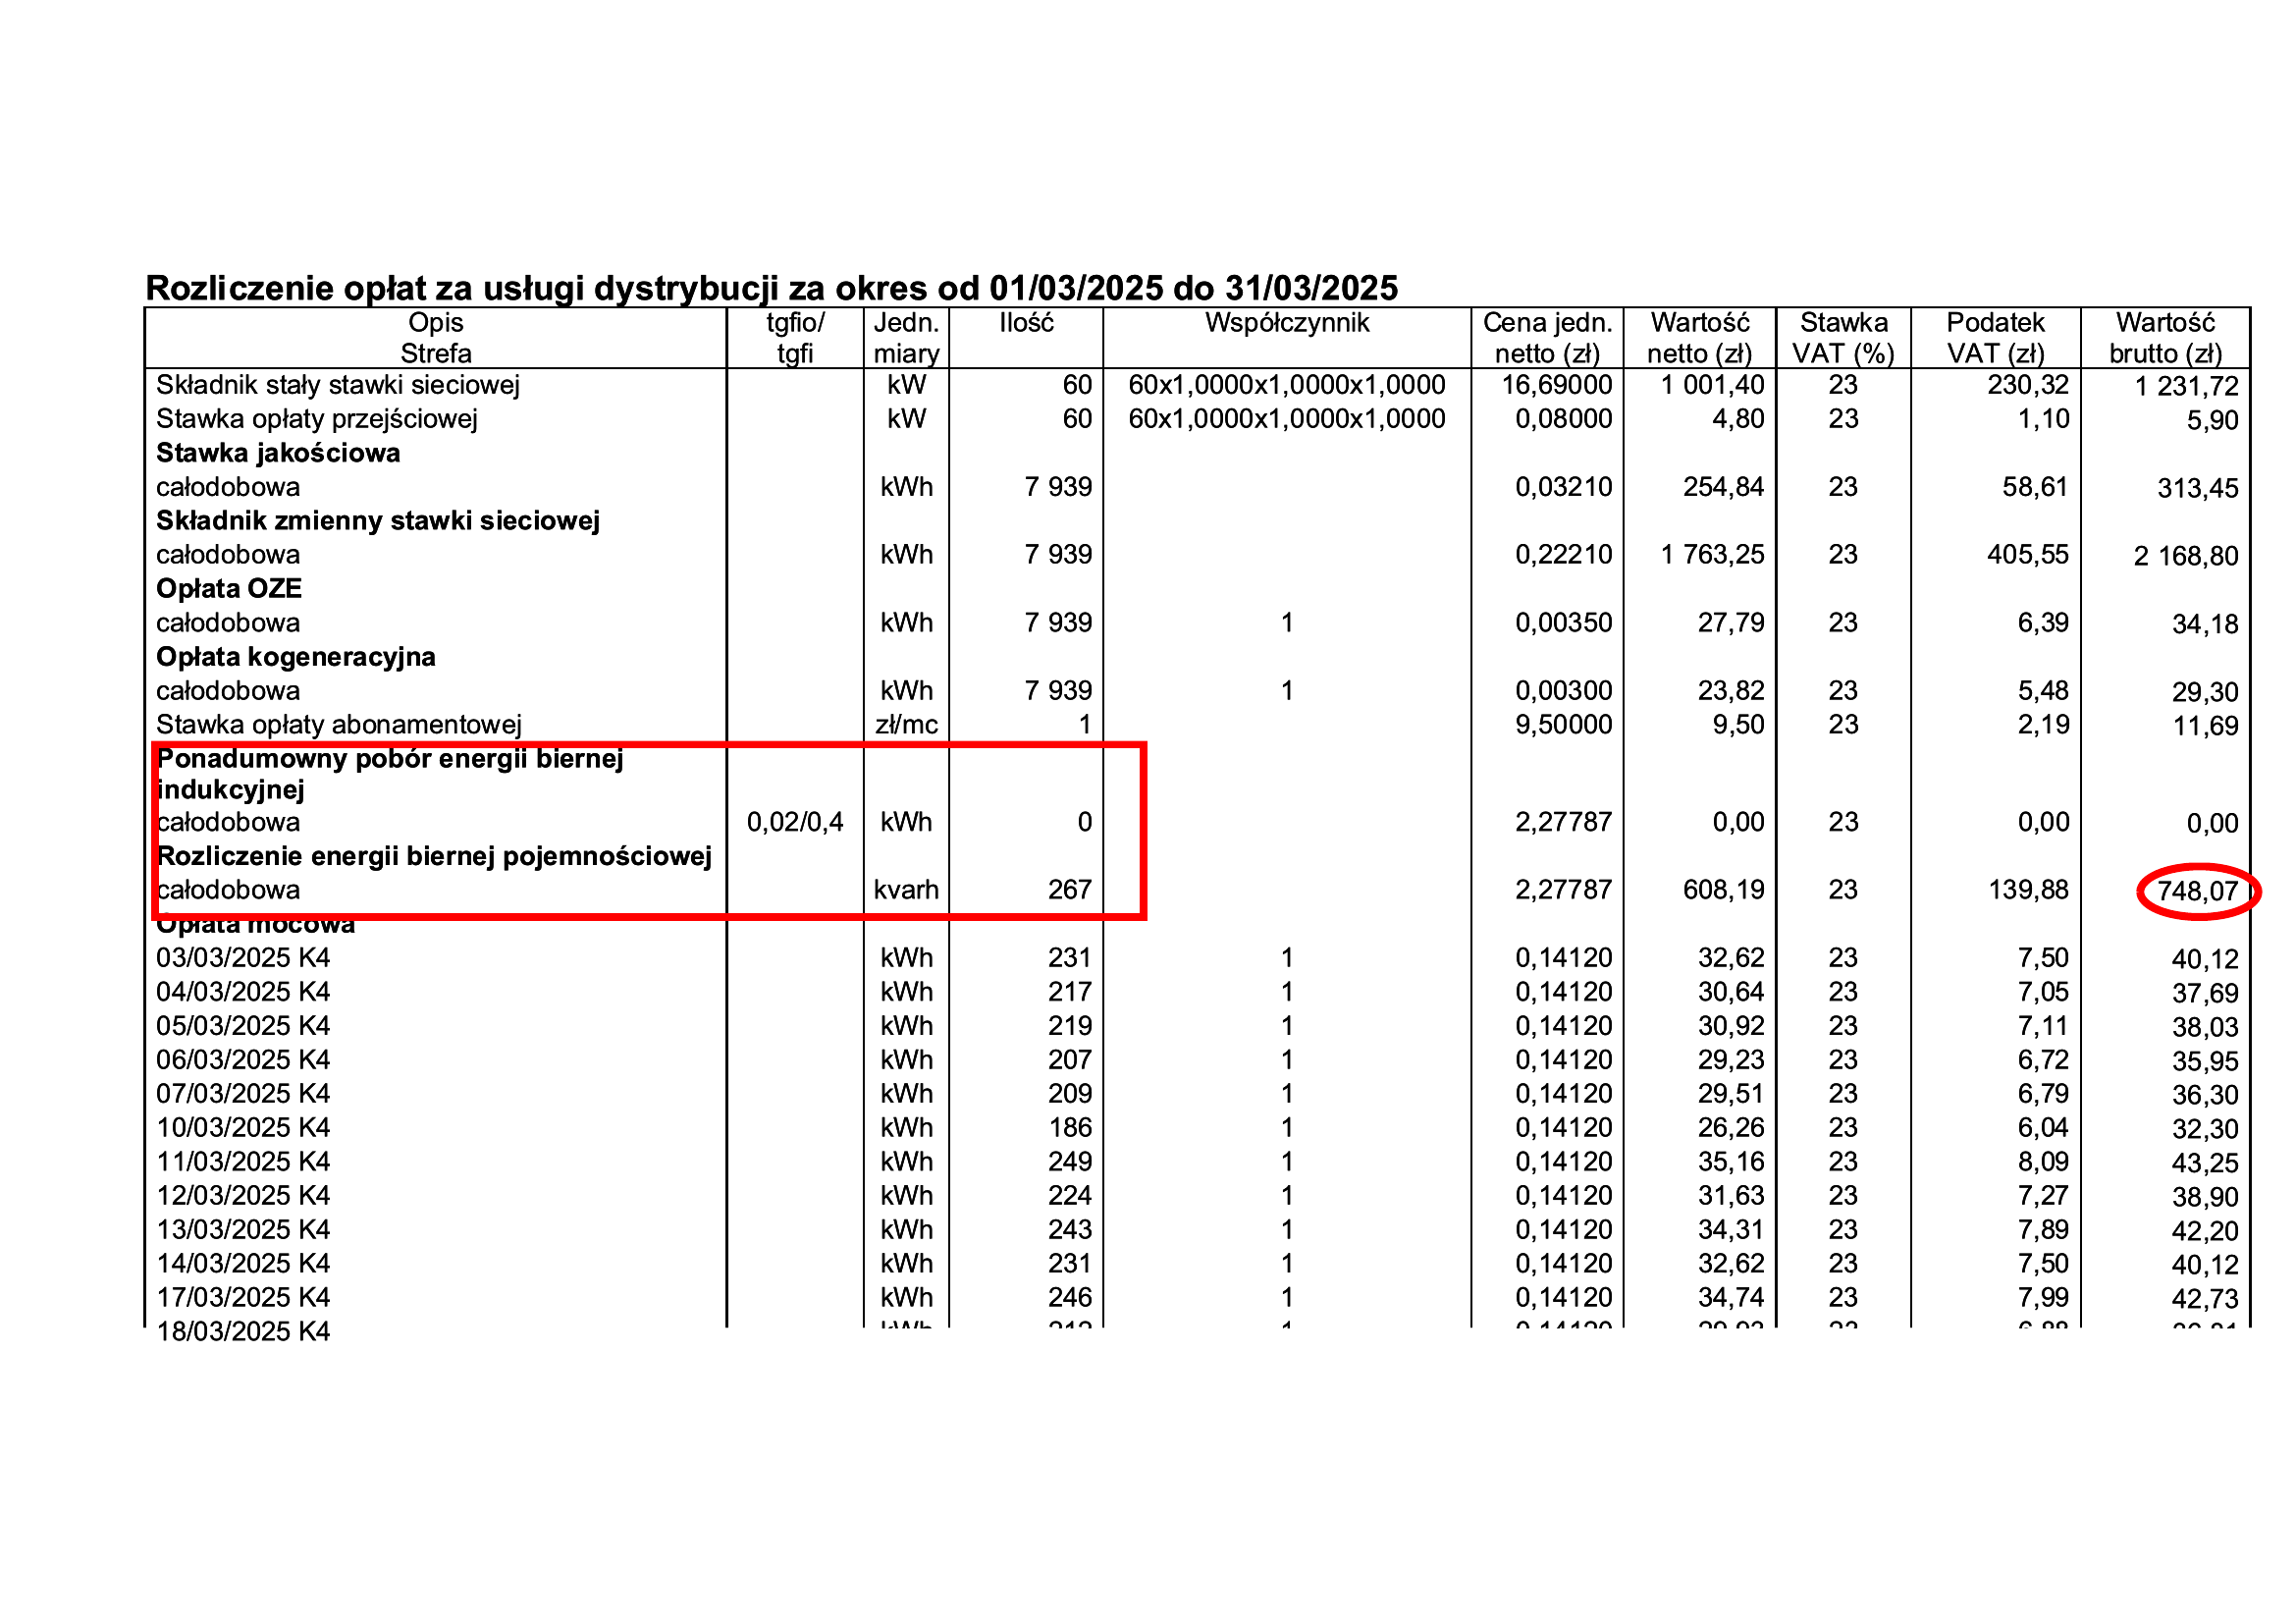 Rozliczenie opłat za usługi dystrybucji za okres od 01/03/2025 do 31/03/2025
Opis Strefa tgfio/ tgfi Jedn. miary Ilość Współczynnik Cena jedn. netto (zł) Wartość netto (zł) Stawka VAT (%) Podatek VAT (zł) Wartość brutto (zł)
Składnik stały stawki sieciowej kW 60 60x1,0000x1,0000x1,0000 16,69000 1 001,40 23 230,32 1 231,72
Stawka opłaty przejściowej kW 60 60x1,0000x1,0000x1,0000 0,08000 4,80 23 1,10 5,90
Stawka jakościowa
całodobowa kWh 7 939 0,03210 254,84 23 58,61 313,45
Składnik zmienny stawki sieciowej
całodobowa kWh 7 939 0,22210 1 763,25 23 405,55 2 168,80
Opłata OZE
całodobowa kWh 7 939 1 0,00350 27,79 23 6,39 34,18
Opłata kogeneracyjna
całodobowa kWh 7 939 1 0,00300 23,82 23 5,48 29,30
Stawka opłaty abonamentowej zł/mc 1 9,50000 9,50 23 2,19 11,69
Ponadumowny pobór energii biernej
indukcyjnej
całodobowa 0,02/0,4 kWh 0 2,27787 0,00 23 0,00 0,00
Rozliczenie energii biernej pojemnościowej
całodobowa kvarh 267 2,27787 608,19 23 139,88 748,07
Opłata mocowa
03/03/2025 K4 kWh 231 1 0,14120 32,62 23 7,50 40,12
04/03/2025 K4 kWh 217 1 0,14120 30,64 23 7,05 37,69
05/03/2025 K4 kWh 219 1 0,14120 30,92 23 7,11 38,03
06/03/2025 K4 kWh 207 1 0,14120 29,23 23 6,72 35,95
07/03/2025 K4 kWh 209 1 0,14120 29,51 23 6,79 36,30
10/03/2025 K4 kWh 186 1 0,14120 26,26 23 6,04 32,30
11/03/2025 K4 kWh 249 1 0,14120 35,16 23 8,09 43,25
12/03/2025 K4 kWh 224 1 0,14120 31,63 23 7,27 38,90
13/03/2025 K4 kWh 243 1 0,14120 34,31 23 7,89 42,20
14/03/2025 K4 kWh 231 1 0,14120 32,62 23 7,50 40,12
17/03/2025 K4 kWh 246 1 0,14120 34,74 23 7,99 42,73
18/03/2025 K4 kWh 1 0,14120 23